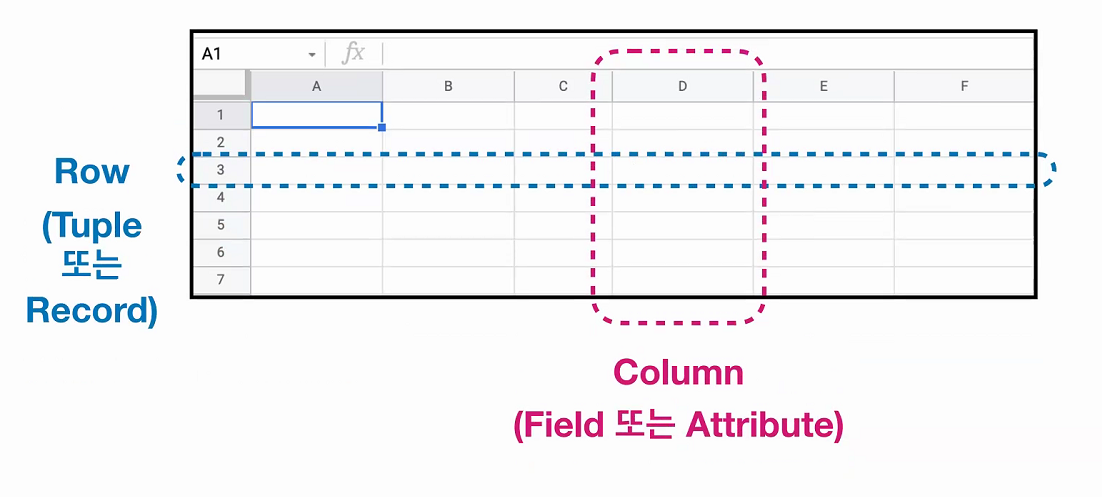 A1 fx
A B C D E F
1
2
3
4
5
6
7
Row
(Tuple
또는
Record)
Column
(Field 또는 Attribute)